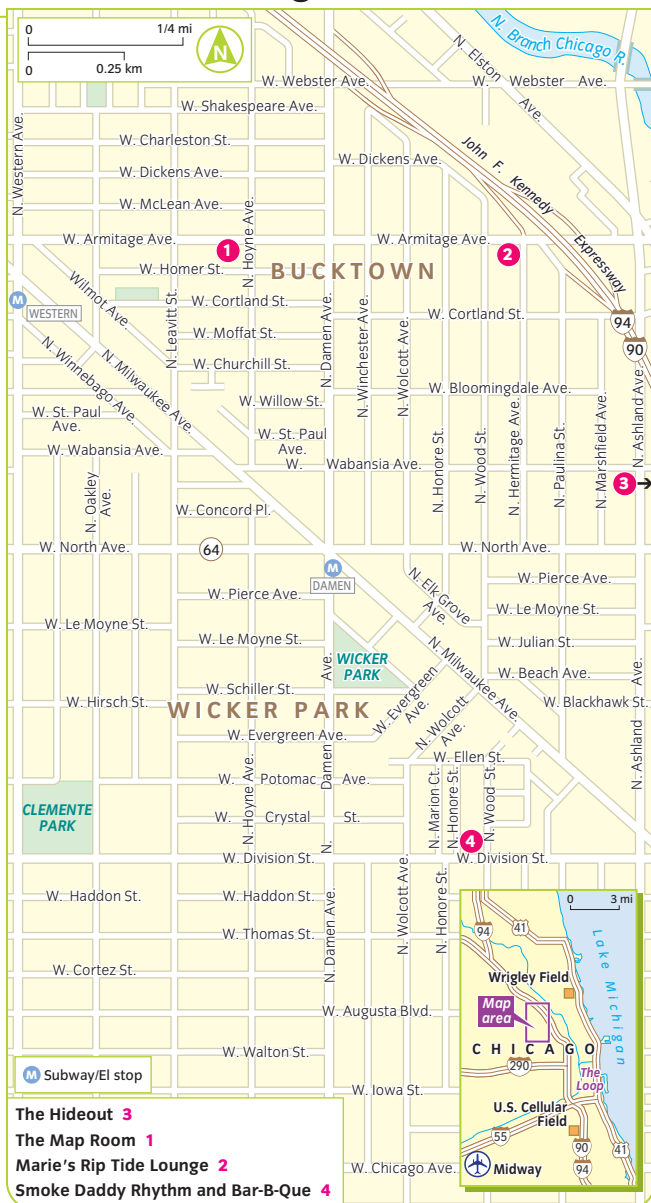 0 1/4 mi
0 0.25 km
N
N. Branch Chicago R.
N. Elston Ave.
W. Webster Ave.
W. Webster Ave.
W. Shakespeare Ave.
N. Western Ave.
W. Charleston St.
W. Dickens Ave.
W. Dickens Ave.
John F. Kennedy Expressway
W. McLean Ave.
N. Hoyne Ave.
W. Armitage Ave.
1
W. Armitage Ave.
2
BUCKTOWN
W. Homer St.
M
WESTERN
Wilmot Ave.
N. Leavitt St.
W. Cortland St.
N. Damen Ave.
N. Winchester Ave.
N. Wolcott Ave.
W. Cortland St.
94
90
W. Moffat St.
N. Winnebago Ave.
N. Milwaukee Ave.
W. Churchill St.
W. Bloomingdale Ave.
N. Ashland Ave.
W. Willow St.
W. St. Paul
Ave.
W. St. Paul
Ave.
N. Honore St.
N. Wood St.
N. Hermitage Ave.
N. Paulina St.
N. Marshfield Ave.
W. Wabansia Ave.
W. Wabansia Ave.
3
N. Oakley
Ave.
W. Concord Pl.
W. North Ave.
64
W. North Ave.
M
DAMEN
W. Pierce Ave.
N. Elk Grove
Ave.
W. Pierce Ave.
W. Le Moyne St.
W. Le Moyne St.
W. Le Moyne St.
N. Milwaukee Ave.
W. Julian St.
WICKER
PARK
W. Beach Ave.
W. Schiller St.
W. Hirsch St.
W. Evergreen
Ave.
N. Wolcott
Ave.
W. Blackhawk St.
WICKER PARK
W. Evergreen Ave.
N. Ashland Ave.
W. Ellen St.
N. Hoyne Ave.
W. Potomac Ave.
N. Damen Ave.
N. Marion Ct.
N. Honore St.
N. Wood St.
CLEMENTE
PARK
W. Crystal St.
4
W. Division St.
W. Division St.
W. Haddon St.
W. Haddon St.
N. Damen Ave.
N. Wolcott Ave.
N. Honore St.
W. Thomas St.
W. Cortez St.
W. Augusta Blvd.
W. Walton St.
W. Iowa St.
W. Chicago Ave.
0 3 mi
94
41
Lake Michigan
Wrigley Field
Map
area
CHICAGO
290
The
Loop
U.S. Cellular
Field
55
90
41
94
Midway
M Subway/El stop
The Hideout 3
The Map Room 1
Marie's Rip Tide Lounge 2
Smoke Daddy Rhythm and Bar-B-Que 4